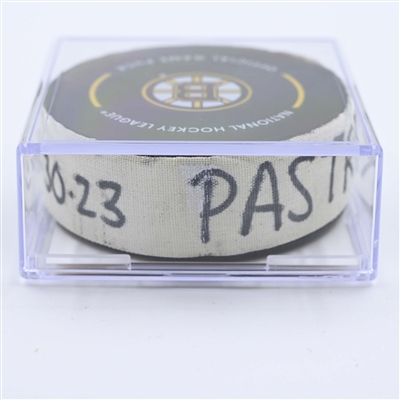 OFFICIAL GAME PUCK
B
NATIONAL HOCKEY LEAGUE
30.23 PAST